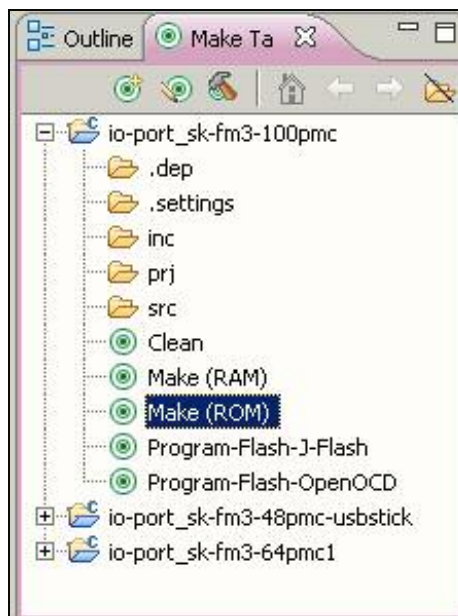 Outline Make Ta
io-port_sk-fm3-100pmc
.dep
.settings
inc
prj
src
Clean
Make (RAM)
Make (ROM)
Program-Flash-J-Flash
Program-Flash-OpenOCD
io-port_sk-fm3-48pmc-usbstick
io-port_sk-fm3-64pmc1